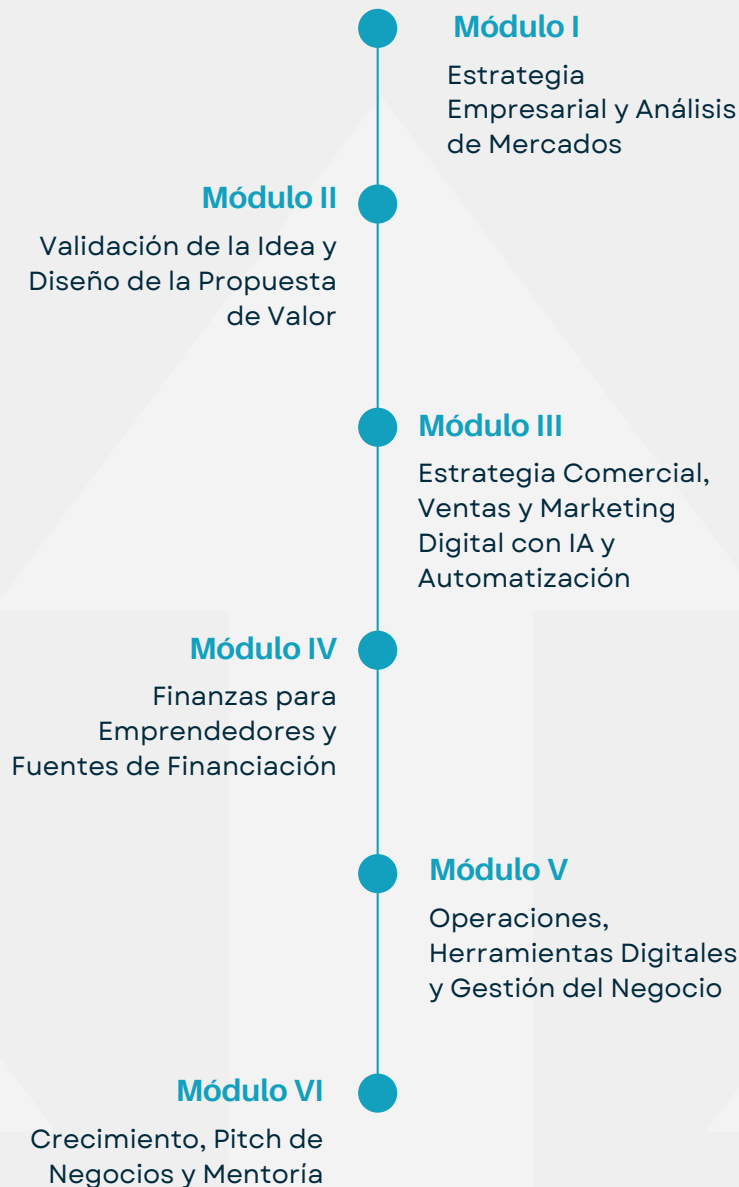 Módulo I
Estrategia
Empresarial y Análisis
de Mercados
Módulo II
Validación de la Idea y
Diseño de la Propuesta
de Valor
Módulo III
Estrategia Comercial,
Ventas y Marketing
Digital con IA y
Automatización
Módulo IV
Finanzas para
Emprendedores y
Fuentes de Financiación
Módulo V
Operaciones,
Herramientas Digitales
y Gestión del Negocio
Módulo VI
Crecimiento, Pitch de
Negocios y Mentoría